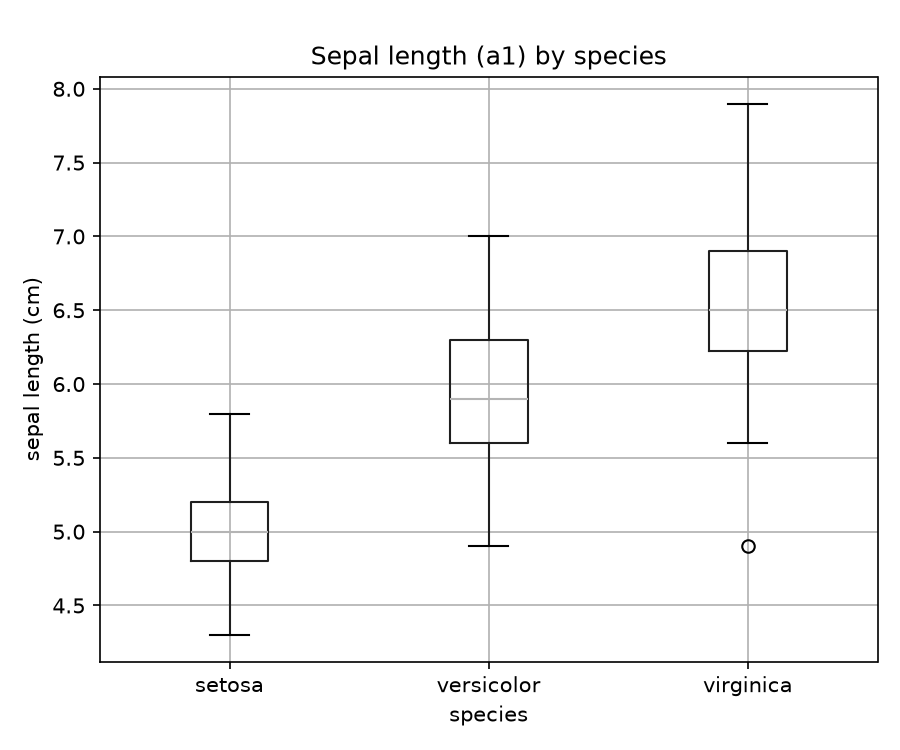 Sepal length (a1) by species
8.0
7.5
7.0
6.5
6.0
5.5
5.0
4.5
sepal length (cm)
setosa versicolor virginica
species